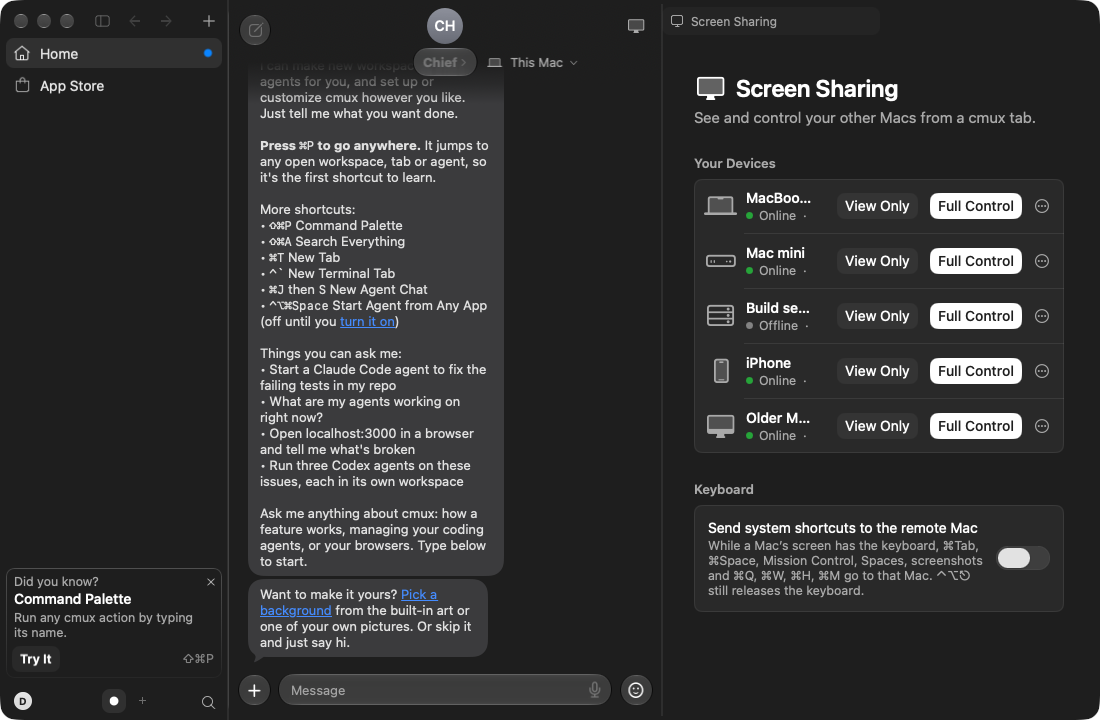 Home
App Store
Did you know?
Command Palette
Run any cmux action by typing
its name.
Try It
⇧⌘P
D
CH
Chief ›
This Mac
I can make new workspaces
agents for you, and set up or
customize cmux however you like.
Just tell me what you want done.
Press ⌘P to go anywhere. It jumps to
any open workspace, tab or agent, so
it's the first shortcut to learn.
More shortcuts:
• ⇧⌘P Command Palette
• ⇧⌘A Search Everything
• ⌘T New Tab
• ⌃` New Terminal Tab
• ⌘J then S New Agent Chat
• ⌃⌥⌘Space Start Agent from Any App
(off until you turn it on)
Things you can ask me:
• Start a Claude Code agent to fix the
failing tests in my repo
• What are my agents working on
right now?
• Open localhost:3000 in a browser
and tell me what's broken
• Run three Codex agents on these
issues, each in its own workspace
Ask me anything about cmux: how a
feature works, managing your coding
agents, or your browsers. Type below
to start.
Want to make it yours? Pick a
background from the built-in art or
one of your own pictures. Or skip it
and just say hi.
Message
Screen Sharing
Screen Sharing
See and control your other Macs from a cmux tab.
Your Devices
MacBoo...
Online ·
View Only
Full Control
Mac mini
Online ·
View Only
Full Control
Build se...
Offline ·
View Only
Full Control
iPhone
Online ·
View Only
Full Control
Older M...
Online ·
View Only
Full Control
Keyboard
Send system shortcuts to the remote Mac
While a Mac's screen has the keyboard, ⌘Tab,
⌘Space, Mission Control, Spaces, screenshots
and ⌘Q, ⌘W, ⌘H, ⌘M go to that Mac. ⌃⌥⎋
still releases the keyboard.